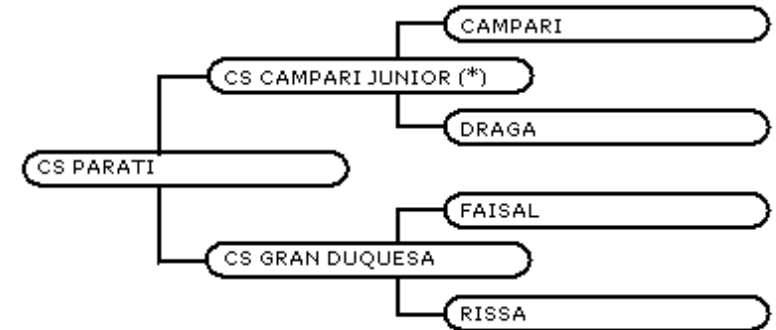 CAMPARI
CS CAMPARI JUNIOR (*)
DRAGA
CS PARATI
FAISAL
CS GRAN DUQUESA
RISSA